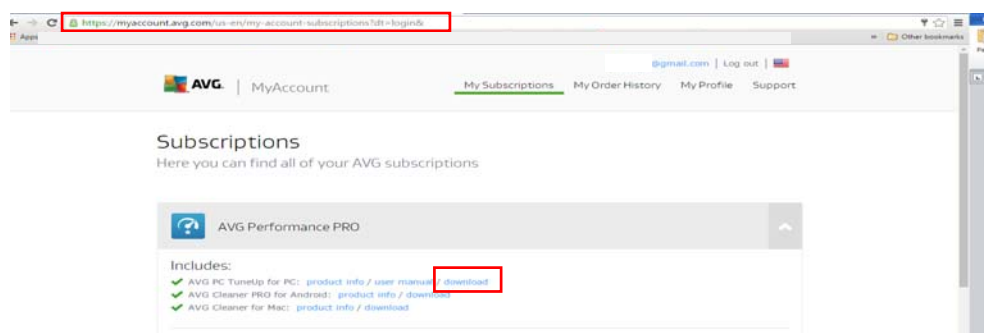 https://myaccount.avg.com/us-en/my-account-subscriptions?dt=login&
Apps
Other bookmarks
@gmail.com | Log out |
AVG. | MyAccount
My Subscriptions My Order History My Profile Support
Subscriptions
Here you can find all of your AVG subscriptions
AVG Performance PRO
Includes:
AVG PC TuneUp for PC: product info / user manual / download
AVG Cleaner PRO for Android: product info / download
AVG Cleaner for Mac: product info / download